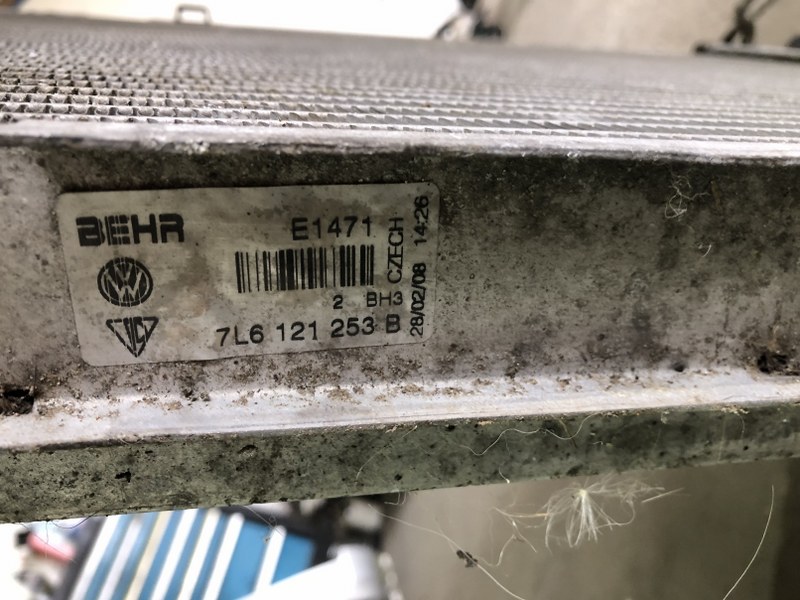 BEHR
E1471
2 BH3
7L6 121 253 B
CZECH
28/02/08 14:26